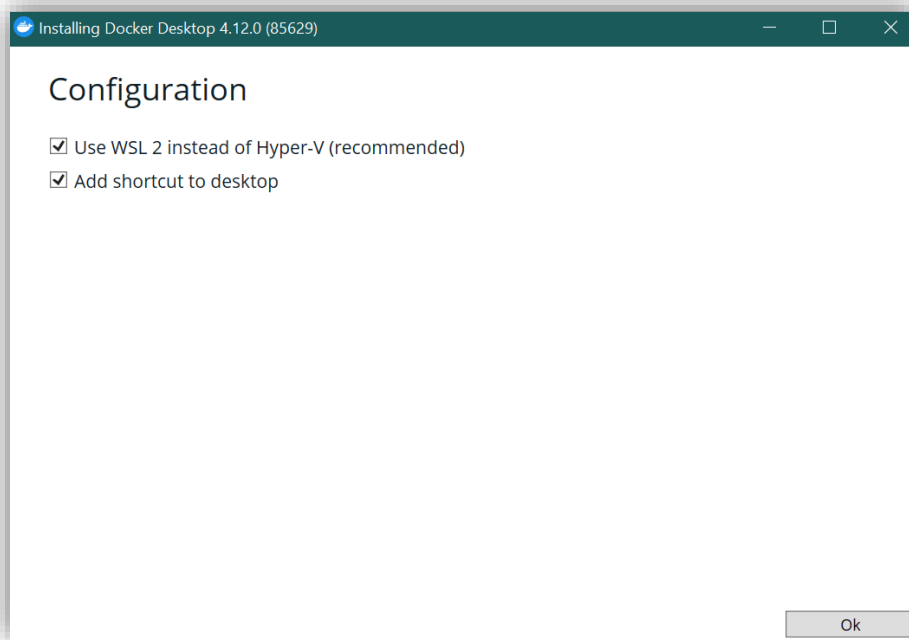 Installing Docker Desktop 4.12.0 (85629)
Configuration
Use WSL 2 instead of Hyper-V (recommended)
Add shortcut to desktop
Ok